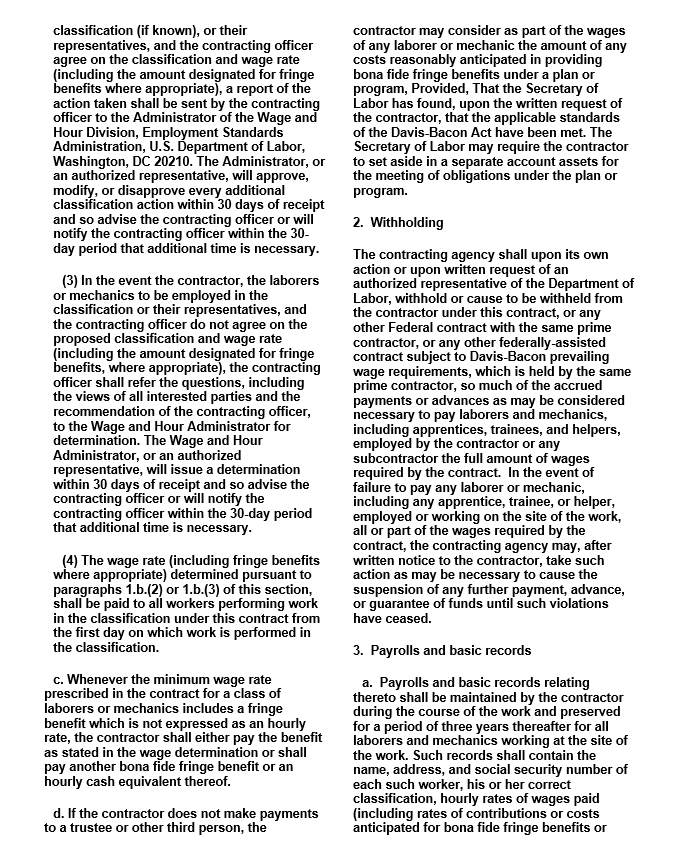 classification (if known), or their
representatives, and the contracting officer
agree on the classification and wage rate
(including the amount designated for fringe
benefits where appropriate), a report of the
action taken shall be sent by the contracting
officer to the Administrator of the Wage and
Hour Division, Employment Standards
Administration, U.S. Department of Labor,
Washington, DC 20210. The Administrator, or
an authorized representative, will approve,
modify, or disapprove every additional
classification action within 30 days of receipt
and so advise the contracting officer or will
notify the contracting officer within the 30-
day period that additional time is necessary.
(3) In the event the contractor, the laborers
or mechanics to be employed in the
classification or their representatives, and
the contracting officer do not agree on the
proposed classification and wage rate
(including the amount designated for fringe
benefits, where appropriate), the contracting
officer shall refer the questions, including
the views of all interested parties and the
recommendation of the contracting officer,
to the Wage and Hour Administrator for
determination. The Wage and Hour
Administrator, or an authorized
representative, will issue a determination
within 30 days of receipt and so advise the
contracting officer or will notify the
contracting officer within the 30-day period
that additional time is necessary.
(4) The wage rate (including fringe benefits
where appropriate) determined pursuant to
paragraphs 1.b.(2) or 1.b.(3) of this section,
shall be paid to all workers performing work
in the classification under this contract from
the first day on which work is performed in
the classification.
c. Whenever the minimum wage rate
prescribed in the contract for a class of
laborers or mechanics includes a fringe
benefit which is not expressed as an hourly
rate, the contractor shall either pay the benefit
as stated in the wage determination or shall
pay another bona fide fringe benefit or an
hourly cash equivalent thereof.
d. If the contractor does not make payments
to a trustee or other third person, the
contractor may consider as part of the wages
of any laborer or mechanic the amount of any
costs reasonably anticipated in providing
bona fide fringe benefits under a plan or
program, Provided, That the Secretary of
Labor has found, upon the written request of
the contractor, that the applicable standards
of the Davis-Bacon Act have been met. The
Secretary of Labor may require the contractor
to set aside in a separate account assets for
the meeting of obligations under the plan or
program.
2. Withholding
The contracting agency shall upon its own
action or upon written request of an
authorized representative of the Department of
Labor, withhold or cause to be withheld from
the contractor under this contract, or any
other Federal contract with the same prime
contractor, or any other federally-assisted
contract subject to Davis-Bacon prevailing
wage requirements, which is held by the same
prime contractor, so much of the accrued
payments or advances as may be considered
necessary to pay laborers and mechanics,
including apprentices, trainees, and helpers,
employed by the contractor or any
subcontractor the full amount of wages
required by the contract. In the event of
failure to pay any laborer or mechanic,
including any apprentice, trainee, or helper,
employed or working on the site of the work,
all or part of the wages required by the
contract, the contracting agency may, after
written notice to the contractor, take such
action as may be necessary to cause the
suspension of any further payment, advance,
or guarantee of funds until such violations
have ceased.
3. Payrolls and basic records
a. Payrolls and basic records relating
thereto shall be maintained by the contractor
during the course of the work and preserved
for a period of three years thereafter for all
laborers and mechanics working at the site of
the work. Such records shall contain the
name, address, and social security number of
each such worker, his or her correct
classification, hourly rates of wages paid
(including rates of contributions or costs
anticipated for bona fide fringe benefits or